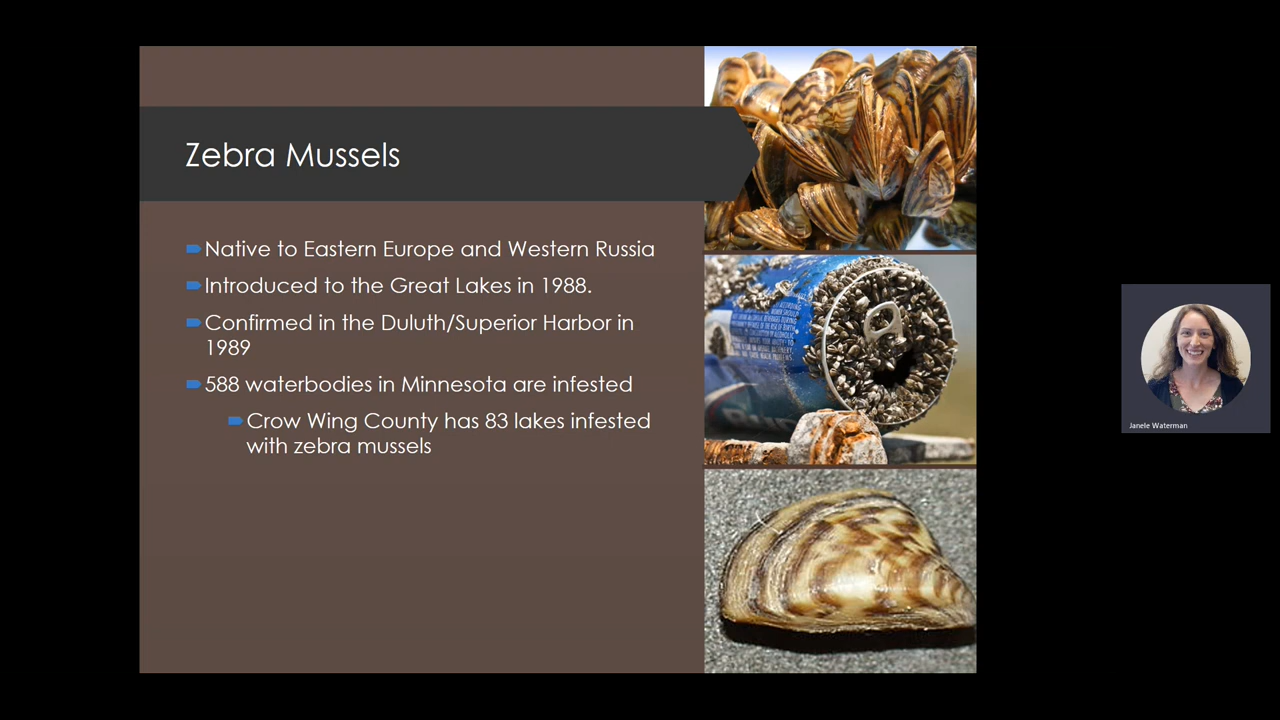 Zebra Mussels
Native to Eastern Europe and Western Russia
Introduced to the Great Lakes in 1988.
Confirmed in the Duluth/Superior Harbor in
1989
588 waterbodies in Minnesota are infested
Crow Wing County has 83 lakes infested
with zebra mussels
Janele Waterman